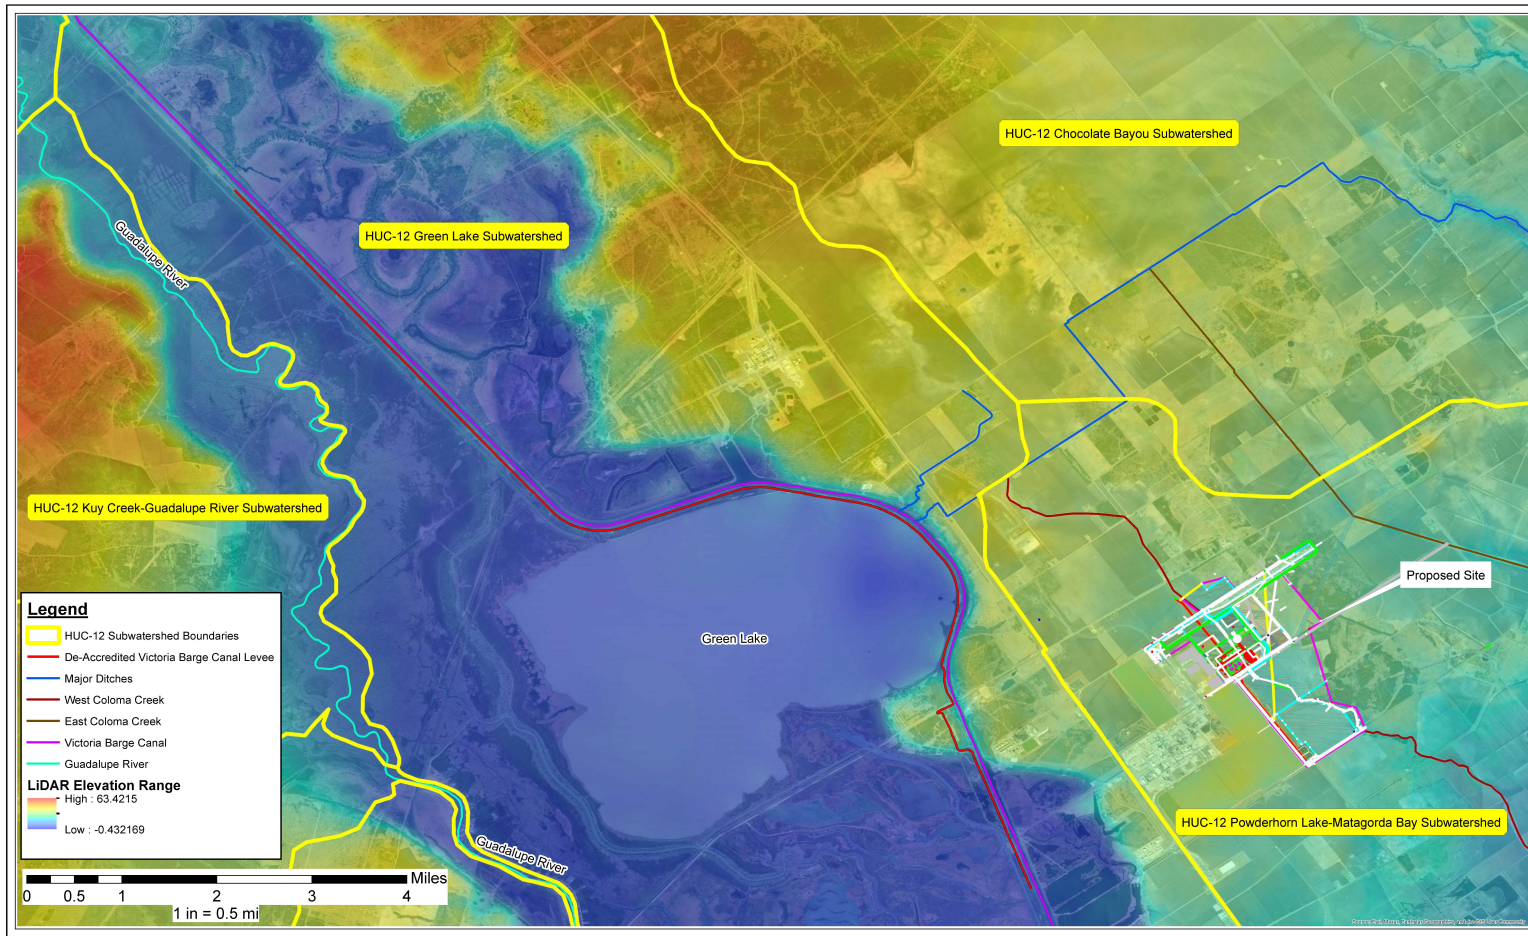 HUC-12 Chocolate Bayou Subwatershed
HUC-12 Green Lake Subwatershed
Guadalupe River
HUC-12 Kuy Creek-Guadalupe River Subwatershed
Proposed Site
Green Lake
HUC-12 Powderhorn Lake-Matagorda Bay Subwatershed
Guadalupe River
Legend
HUC-12 Subwatershed Boundaries
De-Accredited Victoria Barge Canal Levee
Major Ditches
West Coloma Creek
East Coloma Creek
Victoria Barge Canal
Guadalupe River
LiDAR Elevation Range
High : 63.4215
Low : -0.432169
Miles
0 0.5 1 2 3 4
1 in = 0.5 mi